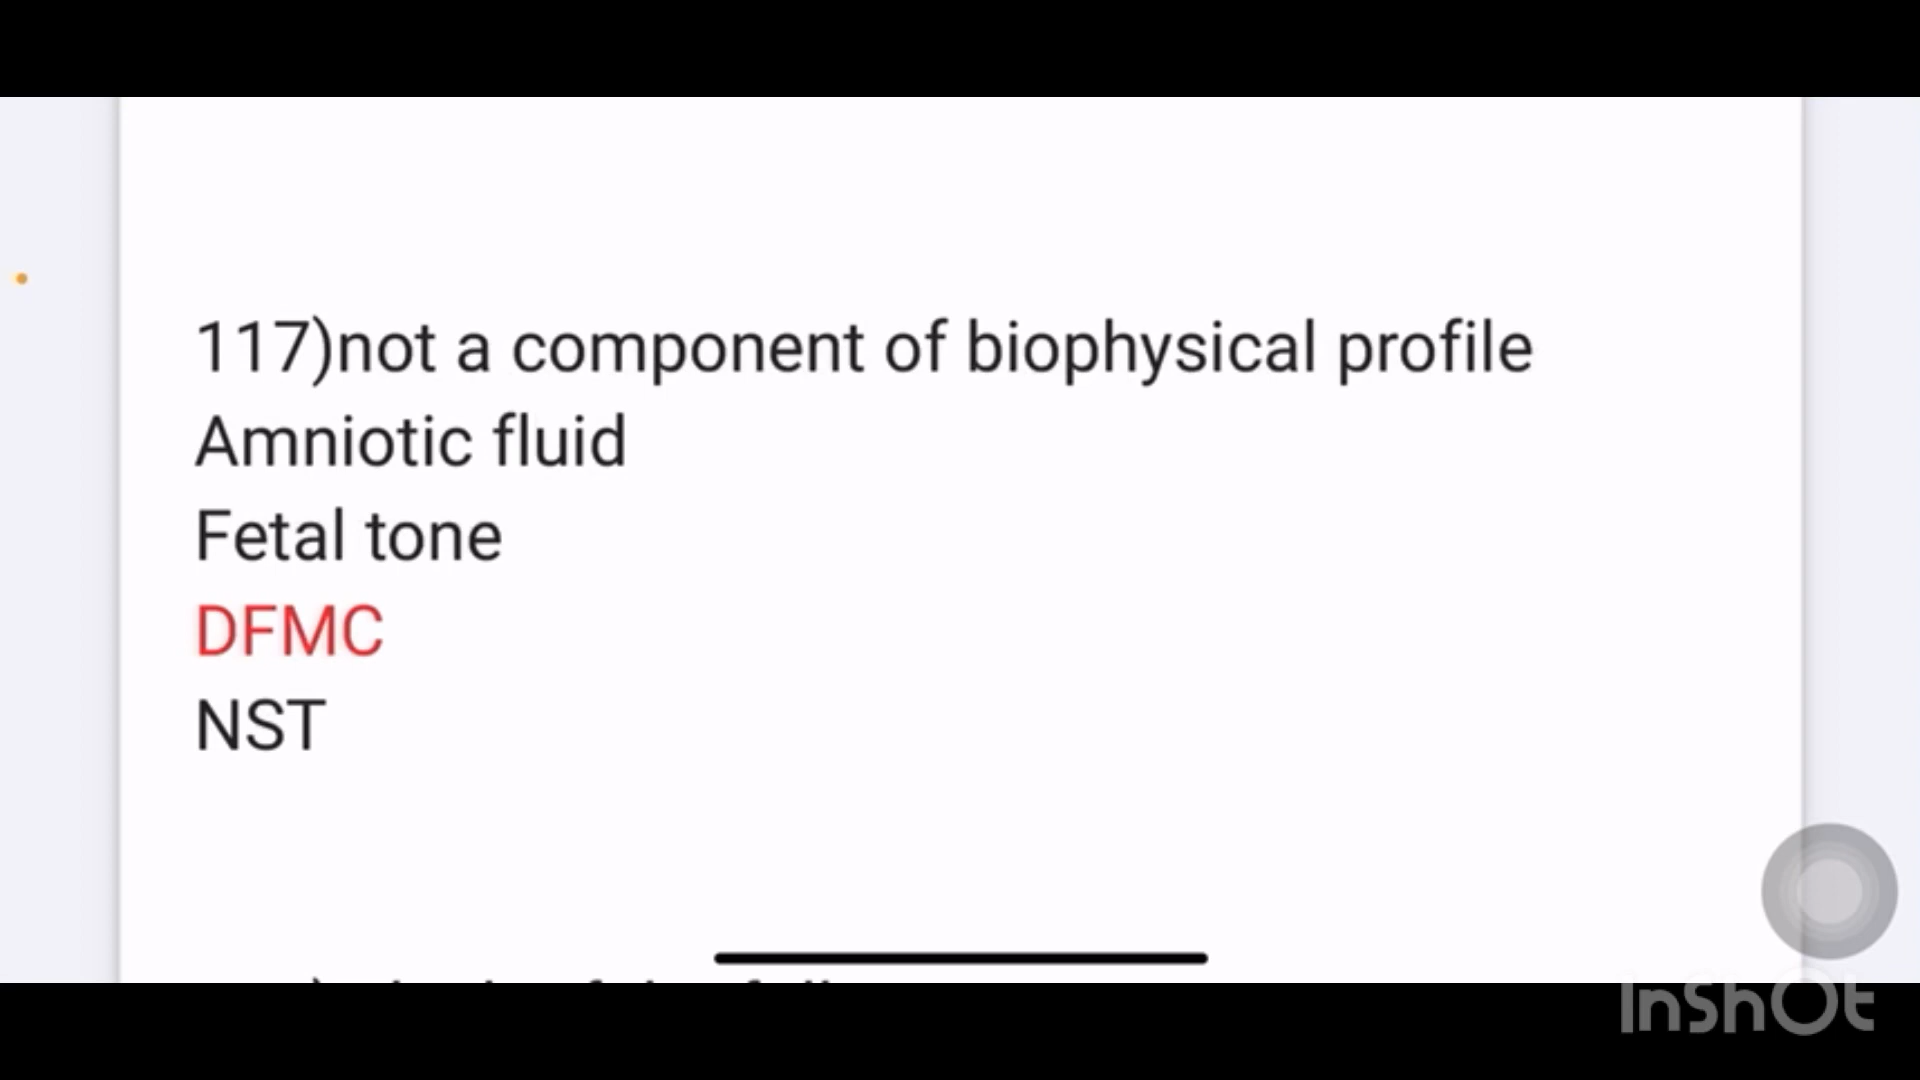 117)not a component of biophysical profile
Amniotic fluid
Fetal tone
DFMC
NST
InShOt